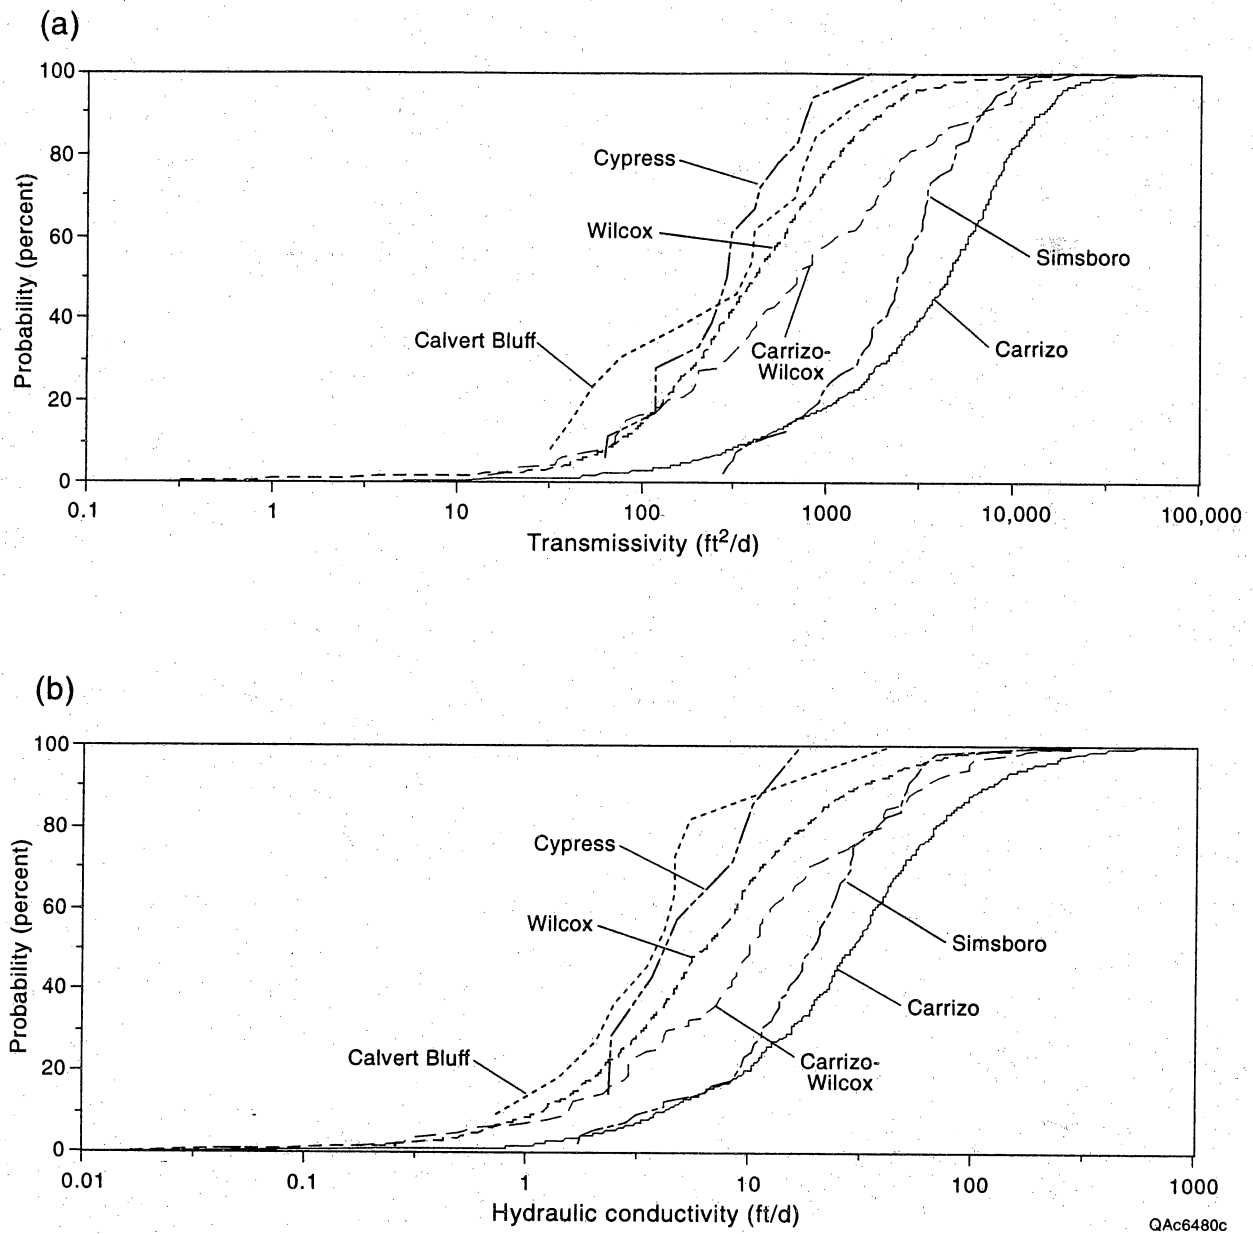 (a)
100
80
60
40
20
0
Probability (percent)
Cypress
Wilcox
Calvert Bluff
Carrizo-
Wilcox
Simsboro
Carrizo
0.1
1
10
100
1000
10,000
100,000
Transmissivity (ft²/d)
(b)
100
80
60
40
20
0
Probability (percent)
Cypress
Wilcox
Calvert Bluff
Simsboro
Carrizo
Carrizo-
Wilcox
0.01
0.1
1
10
100
1000
Hydraulic conductivity (ft/d)
QAc6480c